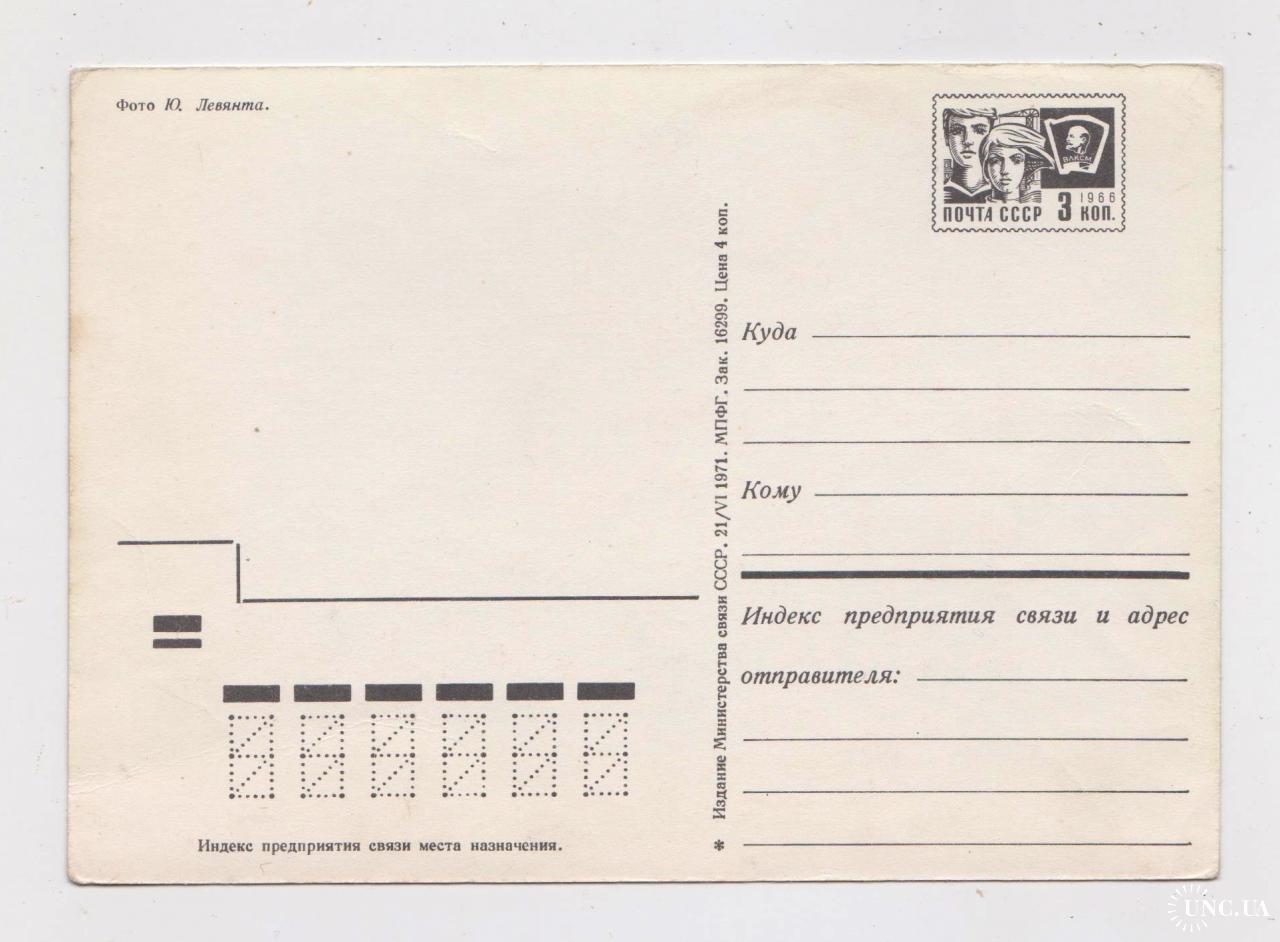 Фото Ю. Левянта.
ВЛКСМ
1966
ПОЧТА СССР 3 КОП.
Куда
Кому
Индекс предприятия связи и адрес
отправителя:
Издание Министерства связи СССР. 21/VI 1971. МПФГ. Зак. 16299. Цена 4 коп.
*
Индекс предприятия связи места назначения.
UNC.UA